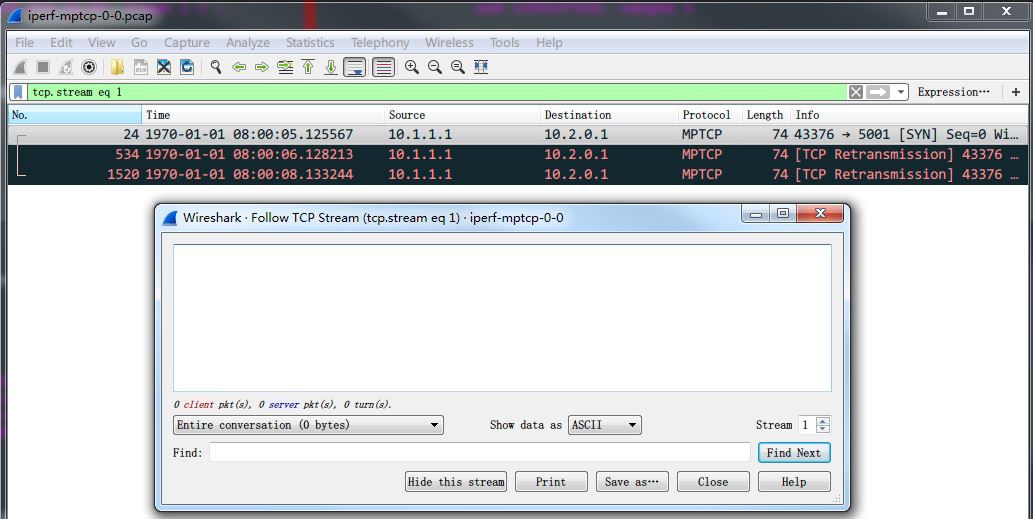 iperf-mptcp-0-0.pcap
File Edit View Go Capture Analyze Statistics Telephony Wireless Tools Help
tcp.stream eq 1 Expression… +
No. Time Source Destination Protocol Length Info
24 1970-01-01 08:00:05.125567 10.1.1.1 10.2.0.1 MPTCP 74 43376 → 5001 [SYN] Seq=0 Wi…
534 1970-01-01 08:00:06.128213 10.1.1.1 10.2.0.1 MPTCP 74 [TCP Retransmission] 43376 …
1520 1970-01-01 08:00:08.133244 10.1.1.1 10.2.0.1 MPTCP 74 [TCP Retransmission] 43376 …
Wireshark · Follow TCP Stream (tcp.stream eq 1) · iperf-mptcp-0-0
0 client pkt(s), 0 server pkt(s), 0 turn(s).
Entire conversation (0 bytes) Show data as ASCII Stream 1
Find: Find Next
Hide this stream Print Save as… Close Help